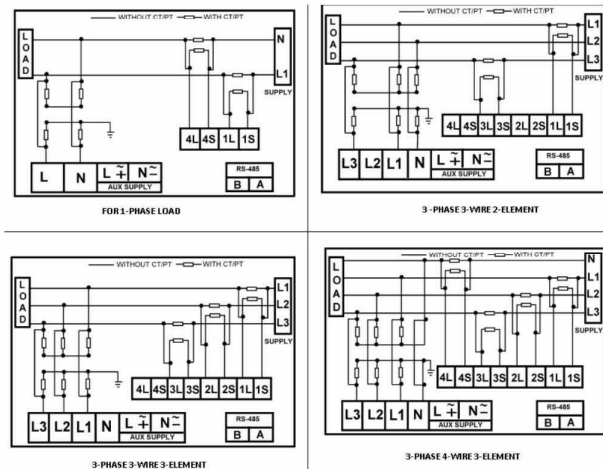 WITHOUT CT/PT WITH CT/PT
LOAD
N
L1
SUPPLY
4L 4S 1L 1S
L N L ~+ N ~-
AUX SUPPLY
RS-485
B A
FOR 1-PHASE LOAD
WITHOUT CT/PT WITH CT/PT
LOAD
L1
L2
L3
SUPPLY
4L 4S 3L 3S 2L 2S 1L 1S
L3 L2 L1 N L ~+ N ~-
AUX SUPPLY
RS-485
B A
3 -PHASE 3-WIRE 2-ELEMENT
WITHOUT CT/PT WITH CT/PT
LOAD
L1
L2
L3
SUPPLY
4L 4S 3L 3S 2L 2S 1L 1S
L3 L2 L1 N L ~+ N ~-
AUX SUPPLY
RS-485
B A
3-PHASE 3-WIRE 3-ELEMENT
WITHOUT CT/PT WITH CT/PT
LOAD
N
L1
L2
L3
SUPPLY
4L 4S 3L 3S 2L 2S 1L 1S
L3 L2 L1 N L ~+ N ~-
AUX SUPPLY
RS-485
B A
3-PHASE 4-WIRE 3-ELEMENT